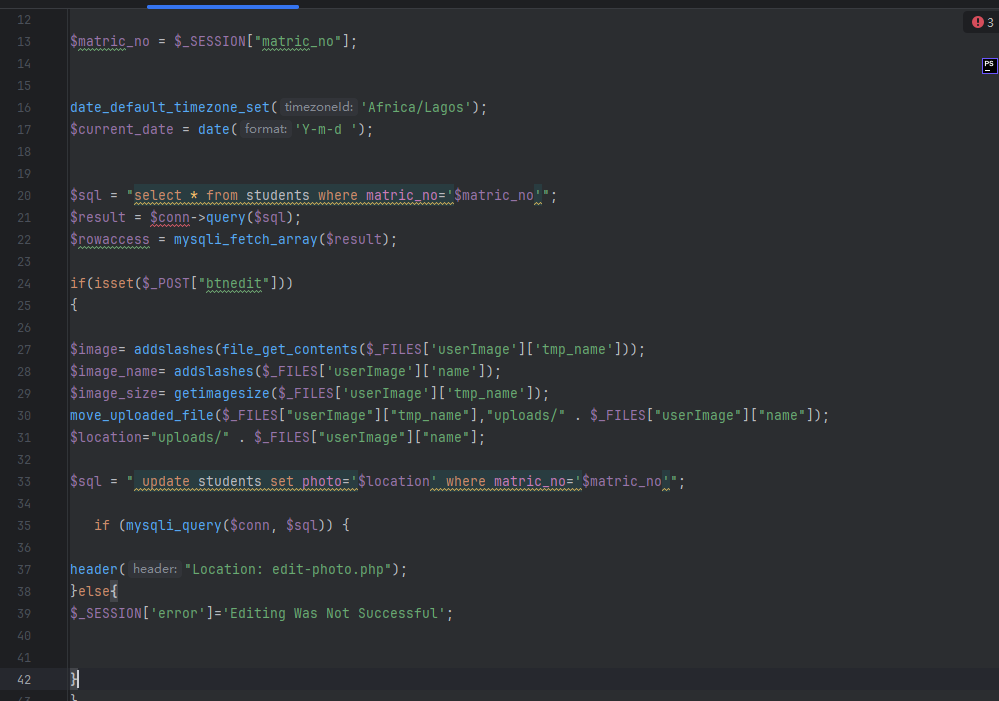 12
3
13 $matric_no = $_SESSION["matric_no"];
PS
14
15
16 date_default_timezone_set( timezoneId: 'Africa/Lagos');
17 $current_date = date( format: 'Y-m-d ');
18
19
20 $sql = "select * from students where matric_no='$matric_no'";
21 $result = $conn->query($sql);
22 $rowaccess = mysqli_fetch_array($result);
23
24 if(isset($_POST["btnedit"]))
25 {
26
27 $image= addslashes(file_get_contents($_FILES['userImage']['tmp_name']));
28 $image_name= addslashes($_FILES['userImage']['name']);
29 $image_size= getimagesize($_FILES['userImage']['tmp_name']);
30 move_uploaded_file($_FILES["userImage"]["tmp_name"],"uploads/" . $_FILES["userImage"]["name"]);
31 $location="uploads/" . $_FILES["userImage"]["name"];
32
33 $sql = " update students set photo='$location' where matric_no='$matric_no'";
34
35 if (mysqli_query($conn, $sql)) {
36
37 header( header: "Location: edit-photo.php");
38 }else{
39 $_SESSION['error']='Editing Was Not Successful';
40
41
42 }
43 }